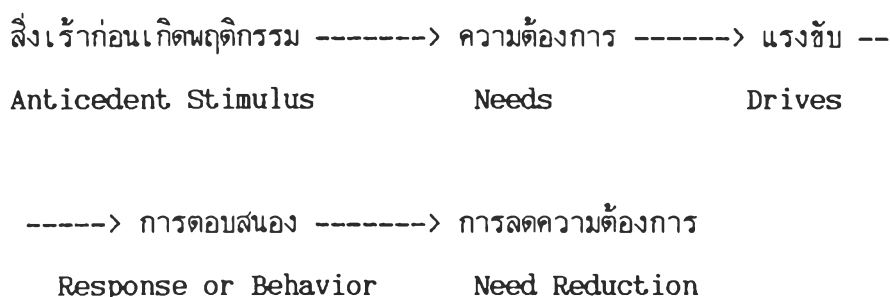 สิ่งเร้าก่อนเกิดพฤติกรรม -------> ความต้องการ ------> แรงขับ --
Anticedent Stimulus Needs Drives
-----> การตอบสนอง -------> การลดความต้องการ
Response or Behavior Need Reduction